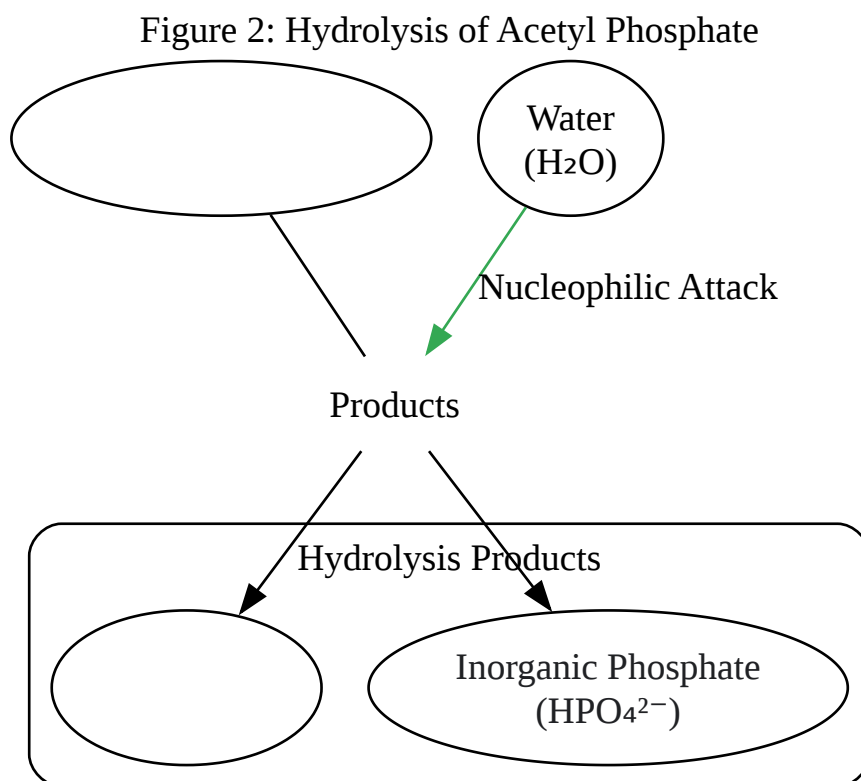 Figure 2: Hydrolysis of Acetyl Phosphate
Water
(H₂O)
Nucleophilic Attack
Products
Hydrolysis Products
Inorganic Phosphate
(HPO₄²⁻)